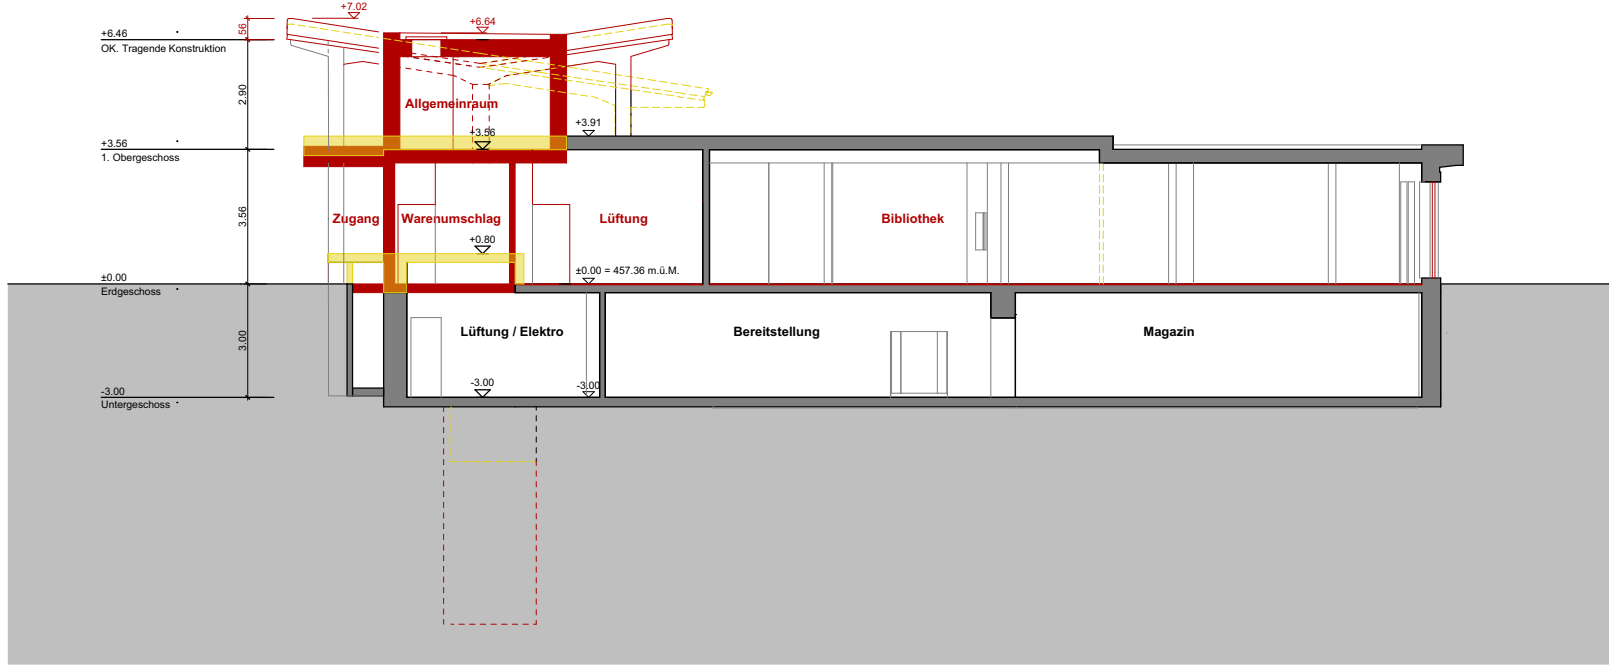 +7.02
+6.64
56
+6.46
OK. Tragende Konstruktion
2.90
Allgemeinraum
+3.56
+3.91
+3.56
1. Obergeschoss
3.56
Zugang
Warenumschlag
Lüftung
Bibliothek
+0.80
±0.00 = 457.36 m.ü.M.
±0.00
Erdgeschoss
3.00
Lüftung / Elektro
Bereitstellung
Magazin
-3.00
-3.00
-3.00
Untergeschoss